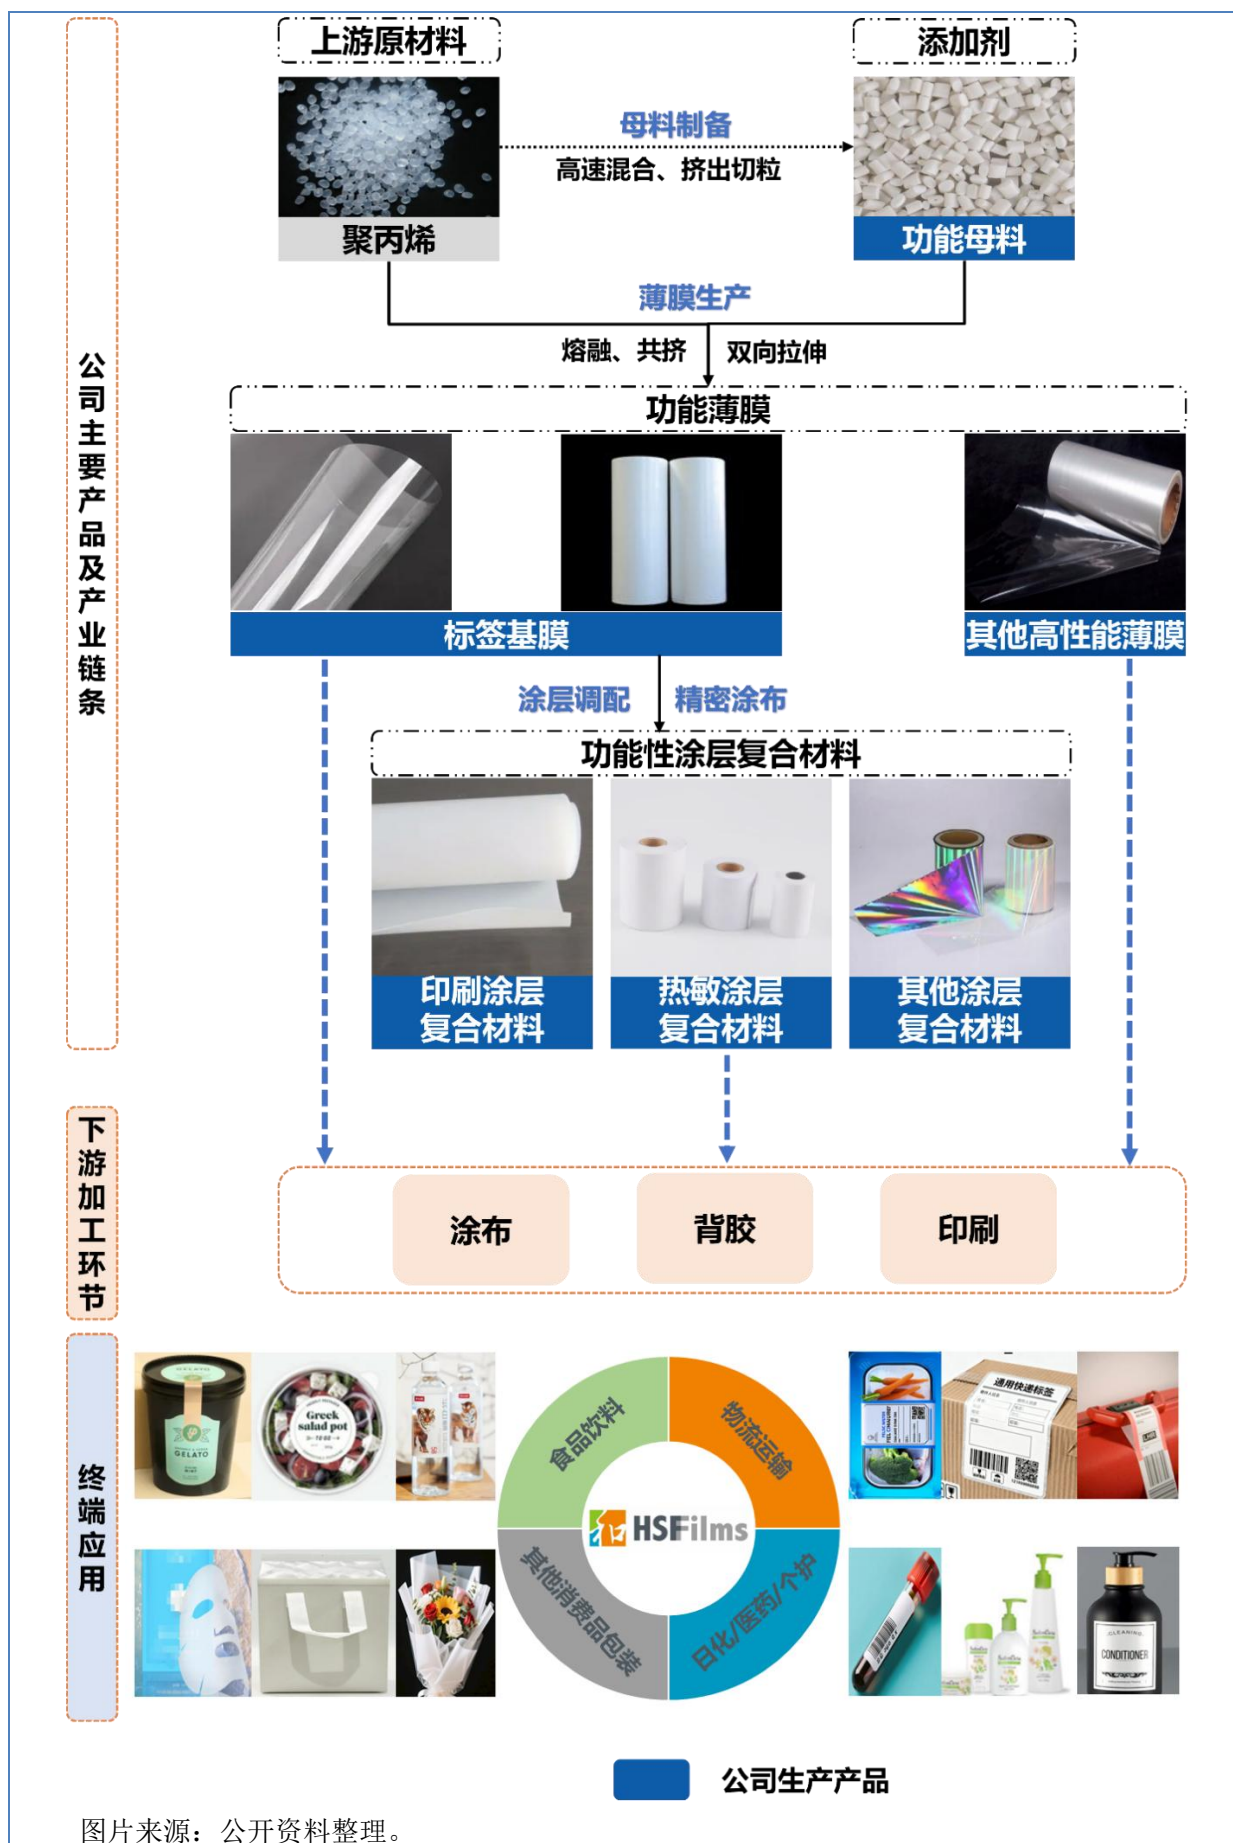 上游原材料
添加剂
母料制备
高速混合、挤出切粒
聚丙烯
功能母料
薄膜生产
熔融、共挤
双向拉伸
功能薄膜
标签基膜
其他高性能薄膜
涂层调配
精密涂布
功能性涂层复合材料
印刷涂层
复合材料
热敏涂层
复合材料
其他涂层
复合材料
公司主要产品及产业链条
下游加工环节
涂布
背胶
印刷
终端应用
GELATO
Greek
salad pot
TO GO
食品饮料
物流运输
其他消费品包装
日化/医药/个护
HSFilms
通用快递标签
CLEANING
CONDITIONER
公司生产产品
图片来源：公开资料整理。